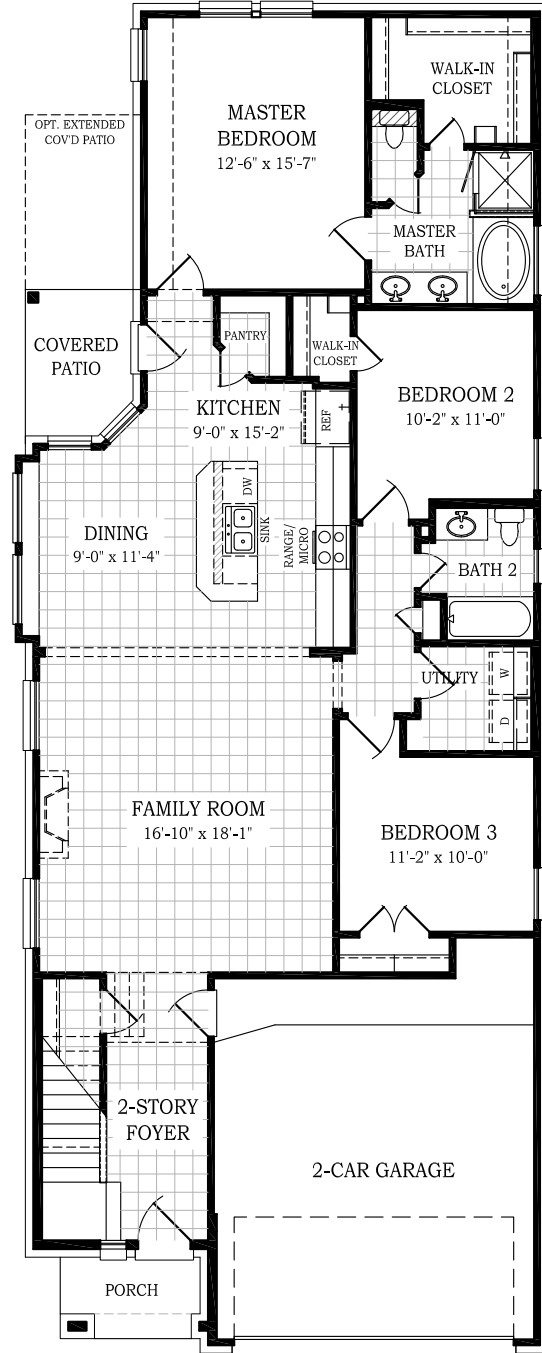 WALK-IN
CLOSET
MASTER
BEDROOM
12'-6" x 15'-7"
OPT. EXTENDED
COV'D PATIO
MASTER
BATH
COVERED
PATIO
PANTRY
WALK-IN
CLOSET
BEDROOM 2
10'-2" x 11'-0"
KITCHEN
9'-0" x 15'-2"
REF
DW
SINK
RANGE/
MICRO
DINING
9'-0" x 11'-4"
BATH 2
UTILITY
W
D
FAMILY ROOM
16'-10" x 18'-1"
BEDROOM 3
11'-2" x 10'-0"
2-STORY
FOYER
2-CAR GARAGE
PORCH